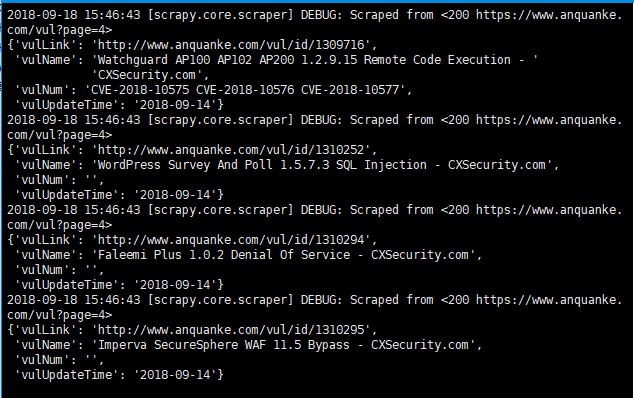 2018-09-18 15:46:43 [scrapy.core.scraper] DEBUG: Scraped from <200 https://www.anquanke.
com/vul?page=4>
{'vulLink': 'http://www.anquanke.com/vul/id/1309716',
 'vulName': 'Watchguard AP100 AP102 AP200 1.2.9.15 Remote Code Execution - '
            'CXSecurity.com',
 'vulNum': 'CVE-2018-10575 CVE-2018-10576 CVE-2018-10577',
 'vulUpdateTime': '2018-09-14'}
2018-09-18 15:46:43 [scrapy.core.scraper] DEBUG: Scraped from <200 https://www.anquanke.
com/vul?page=4>
{'vulLink': 'http://www.anquanke.com/vul/id/1310252',
 'vulName': 'WordPress Survey And Poll 1.5.7.3 SQL Injection - CXSecurity.com',
 'vulNum': '',
 'vulUpdateTime': '2018-09-14'}
2018-09-18 15:46:43 [scrapy.core.scraper] DEBUG: Scraped from <200 https://www.anquanke.
com/vul?page=4>
{'vulLink': 'http://www.anquanke.com/vul/id/1310294',
 'vulName': 'Faleemi Plus 1.0.2 Denial Of Service - CXSecurity.com',
 'vulNum': '',
 'vulUpdateTime': '2018-09-14'}
2018-09-18 15:46:43 [scrapy.core.scraper] DEBUG: Scraped from <200 https://www.anquanke.
com/vul?page=4>
{'vulLink': 'http://www.anquanke.com/vul/id/1310295',
 'vulName': 'Imperva SecureSphere WAF 11.5 Bypass - CXSecurity.com',
 'vulNum': '',
 'vulUpdateTime': '2018-09-14'}